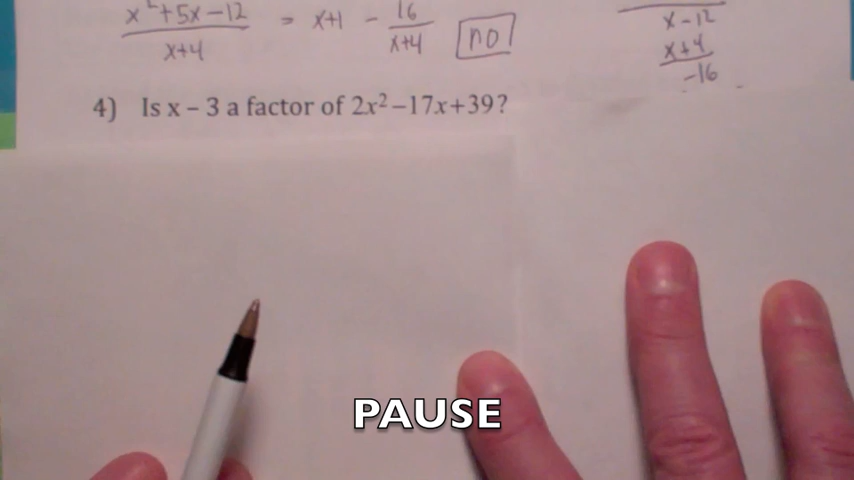 x²+5x−12 = x+1 − 16 no
x+4 x+4
x−12
x+4
−16
4) Is x – 3 a factor of 2x²−17x+39?
PAUSE